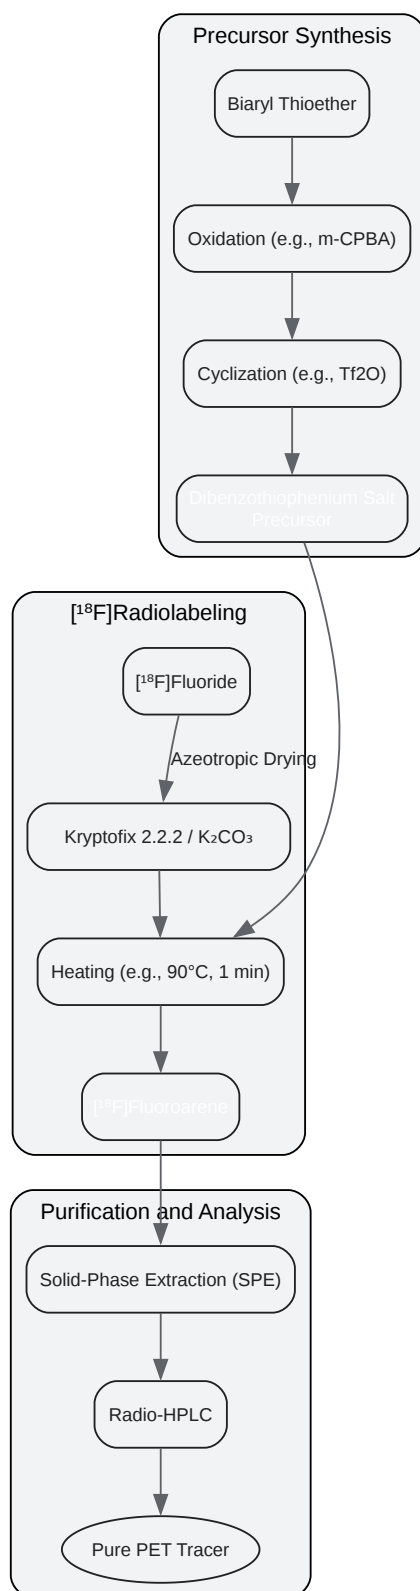 Precursor Synthesis
Biaryl Thioether
Oxidation (e.g., m-CPBA)
Cyclization (e.g., Tf2O)
Dibenzothiophenium Salt
Precursor
[¹⁸F]Radiolabeling
[¹⁸F]Fluoride
Azeotropic Drying
Kryptofix 2.2.2 / K₂CO₃
Heating (e.g., 90°C, 1 min)
[¹⁸F]Fluoroarene
Purification and Analysis
Solid-Phase Extraction (SPE)
Radio-HPLC
Pure PET Tracer